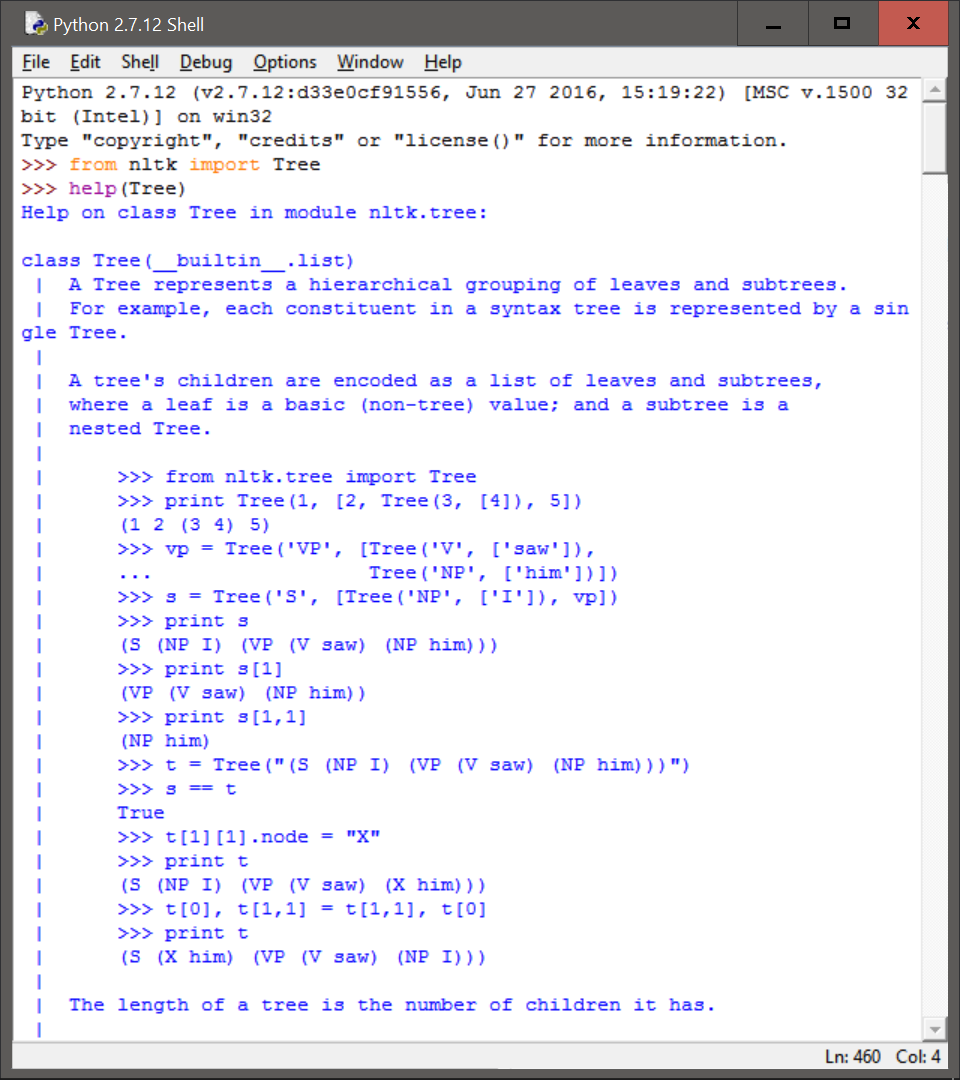 Python 2.7.12 Shell
File Edit Shell Debug Options Window Help
Python 2.7.12 (v2.7.12:d33e0cf91556, Jun 27 2016, 15:19:22) [MSC v.1500 32
bit (Intel)] on win32
Type "copyright", "credits" or "license()" for more information.
>>> from nltk import Tree
>>> help(Tree)
Help on class Tree in module nltk.tree:

class Tree(__builtin__.list)
 |  A Tree represents a hierarchical grouping of leaves and subtrees.
 |  For example, each constituent in a syntax tree is represented by a sin
gle Tree.
 |
 |  A tree's children are encoded as a list of leaves and subtrees,
 |  where a leaf is a basic (non-tree) value; and a subtree is a
 |  nested Tree.
 |
 |      >>> from nltk.tree import Tree
 |      >>> print Tree(1, [2, Tree(3, [4]), 5])
 |      (1 2 (3 4) 5)
 |      >>> vp = Tree('VP', [Tree('V', ['saw']),
 |      ...                  Tree('NP', ['him'])])
 |      >>> s = Tree('S', [Tree('NP', ['I']), vp])
 |      >>> print s
 |      (S (NP I) (VP (V saw) (NP him)))
 |      >>> print s[1]
 |      (VP (V saw) (NP him))
 |      >>> print s[1,1]
 |      (NP him)
 |      >>> t = Tree("(S (NP I) (VP (V saw) (NP him)))")
 |      >>> s == t
 |      True
 |      >>> t[1][1].node = "X"
 |      >>> print t
 |      (S (NP I) (VP (V saw) (X him)))
 |      >>> t[0], t[1,1] = t[1,1], t[0]
 |      >>> print t
 |      (S (X him) (VP (V saw) (NP I)))
 |
 |  The length of a tree is the number of children it has.
 |
Ln: 460 Col: 4